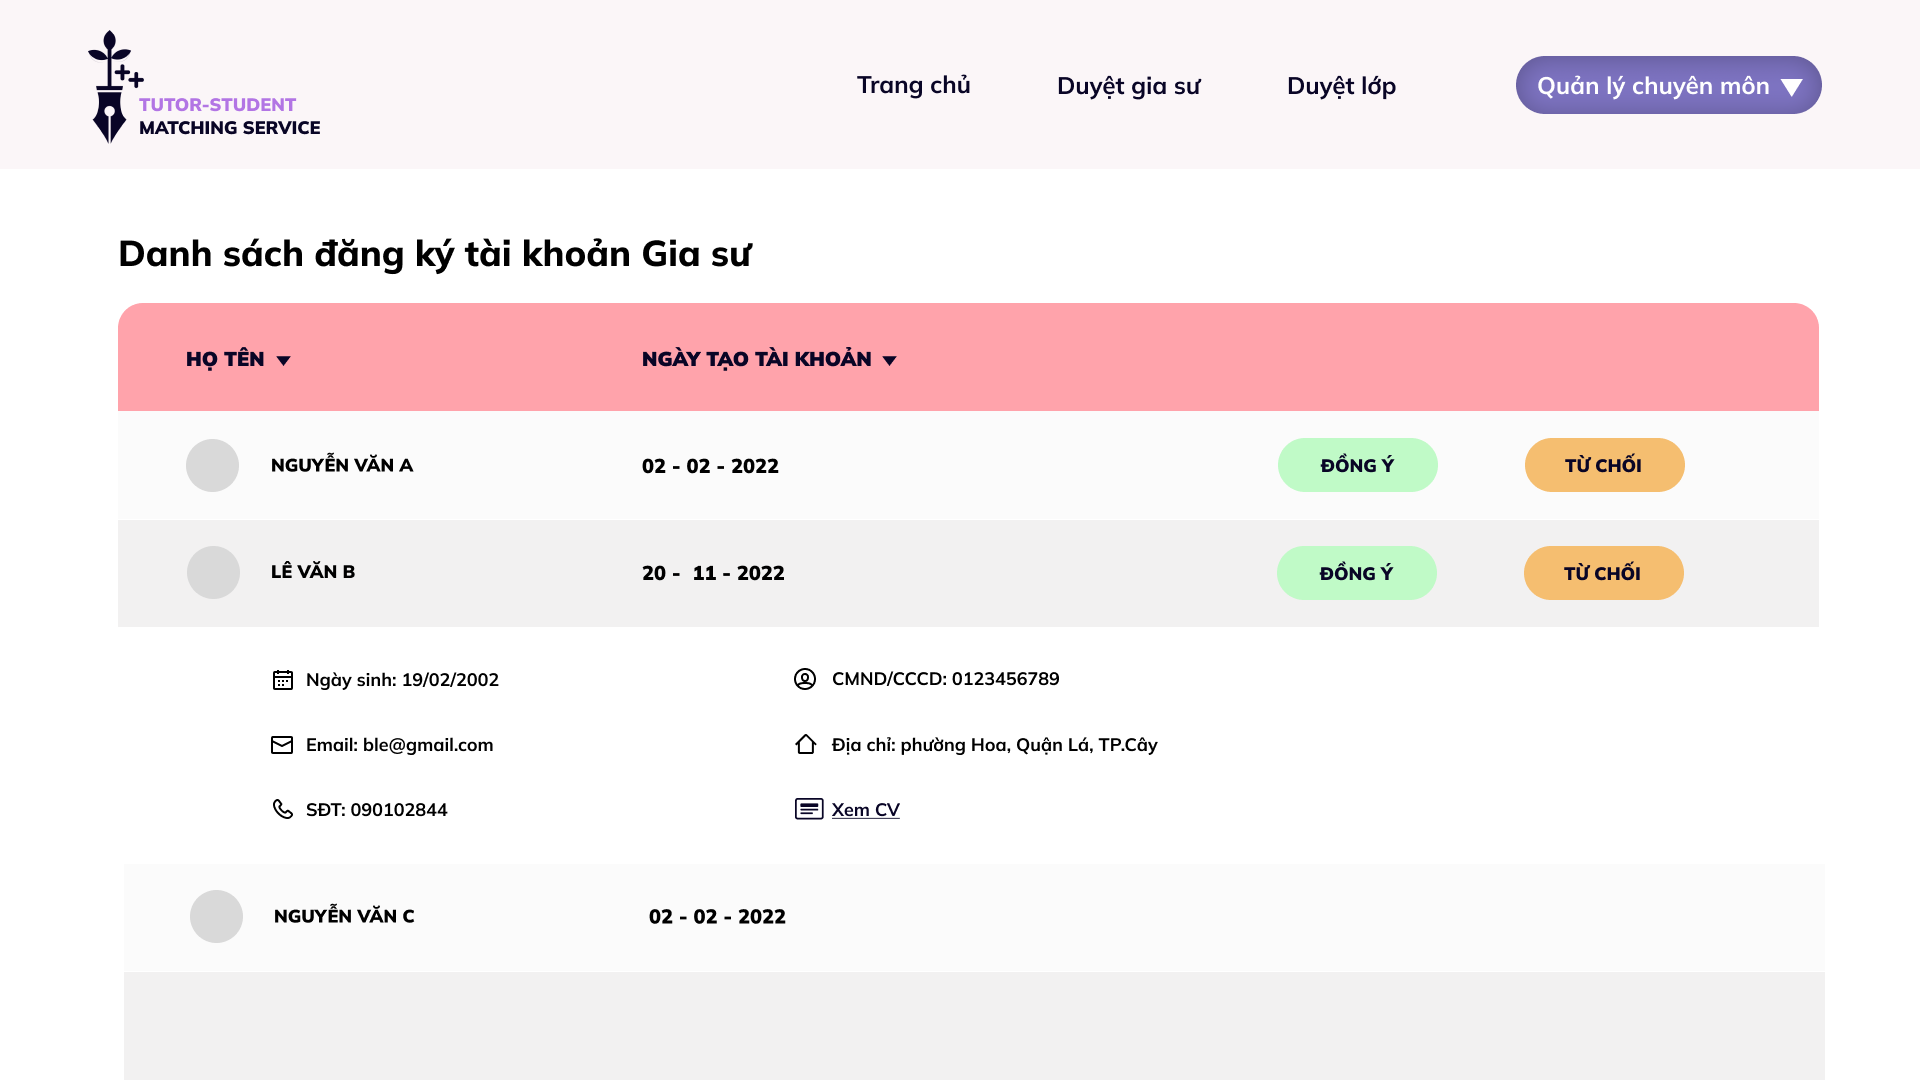 TUTOR-STUDENT
MATCHING SERVICE
Trang chủ
Duyệt gia sư
Duyệt lớp
Quản lý chuyên môn
Danh sách đăng ký tài khoản Gia sư
HỌ TÊN
NGÀY TẠO TÀI KHOẢN
NGUYỄN VĂN A
02 - 02 - 2022
ĐỒNG Ý
TỪ CHỐI
LÊ VĂN B
20 -  11 - 2022
ĐỒNG Ý
TỪ CHỐI
Ngày sinh: 19/02/2002
CMND/CCCD: 0123456789
Email: ble@gmail.com
Địa chỉ: phường Hoa, Quận Lá, TP.Cây
SĐT: 090102844
Xem CV
NGUYỄN VĂN C
02 - 02 - 2022